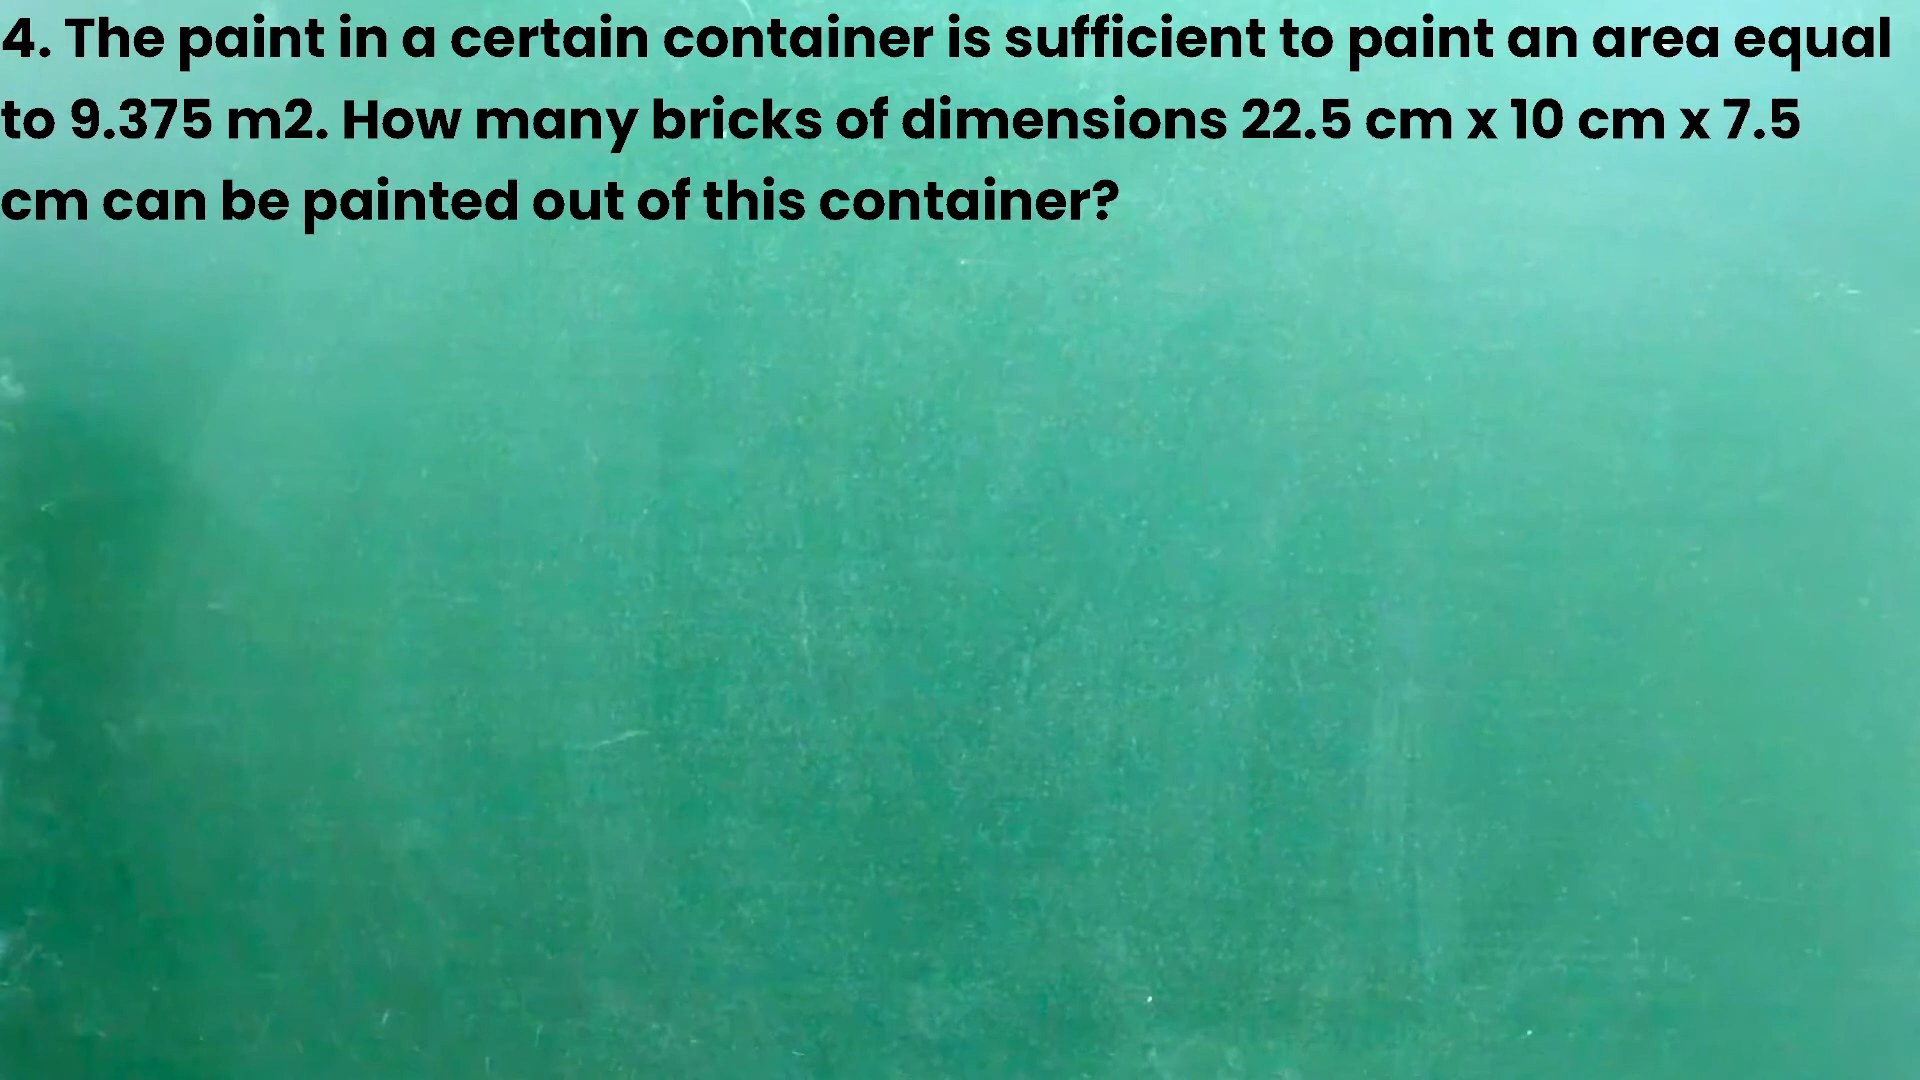 4. The paint in a certain container is sufficient to paint an area equal
to 9.375 m2. How many bricks of dimensions 22.5 cm x 10 cm x 7.5
cm can be painted out of this container?